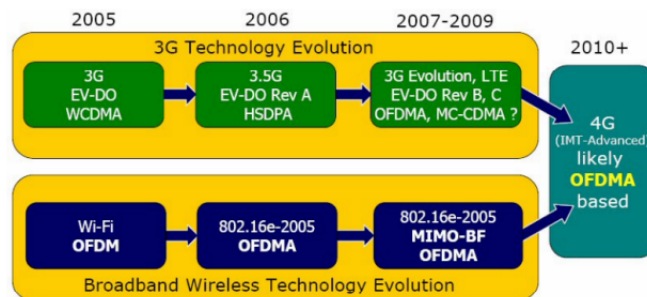 2005
2006
2007-2009
2010+
3G Technology Evolution
3G
EV-DO
WCDMA
3.5G
EV-DO Rev A
HSDPA
3G Evolution, LTE
EV-DO Rev B, C
OFDMA, MC-CDMA ?
4G
(IMT-Advanced)
likely
OFDMA
based
Wi-Fi
OFDM
802.16e-2005
OFDMA
802.16e-2005
MIMO-BF
OFDMA
Broadband Wireless Technology Evolution